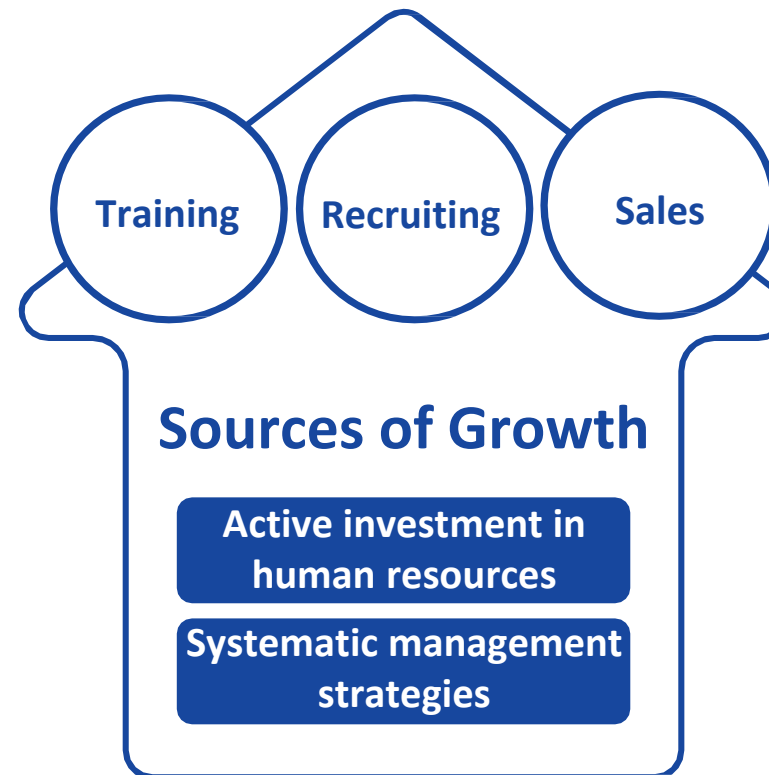 Training
Recruiting
Sales
Sources of Growth
Active investment in
human resources
Systematic management
strategies